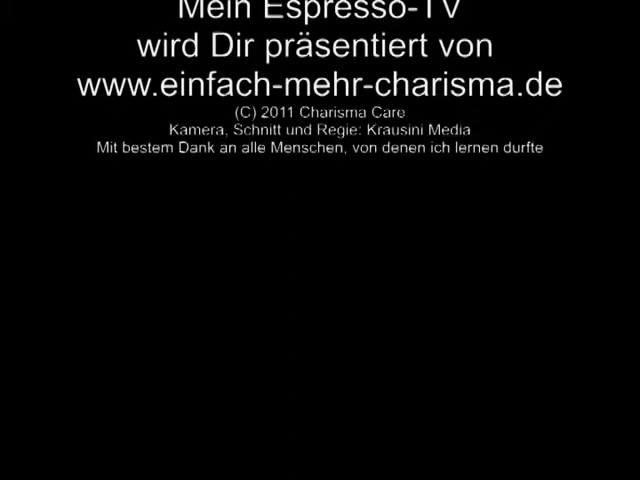 Mein Espresso-TV
wird Dir präsentiert von
www.einfach-mehr-charisma.de
(C) 2011 Charisma Care
Kamera, Schnitt und Regie: Krausini Media
Mit bestem Dank an alle Menschen, von denen ich lernen durfte